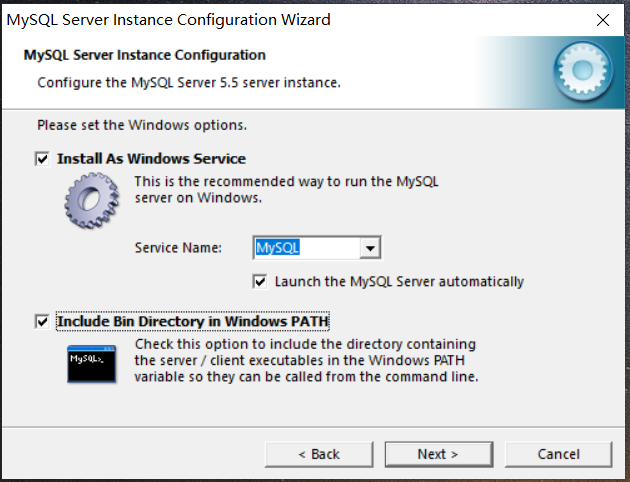 MySQL Server Instance Configuration Wizard
MySQL Server Instance Configuration
Configure the MySQL Server 5.5 server instance.
Please set the Windows options.
Install As Windows Service
This is the recommended way to run the MySQL
server on Windows.
Service Name:
MySQL
Launch the MySQL Server automatically
Include Bin Directory in Windows PATH
MySQL>_
Check this option to include the directory containing
the server / client executables in the Windows PATH
variable so they can be called from the command line.
< Back
Next >
Cancel